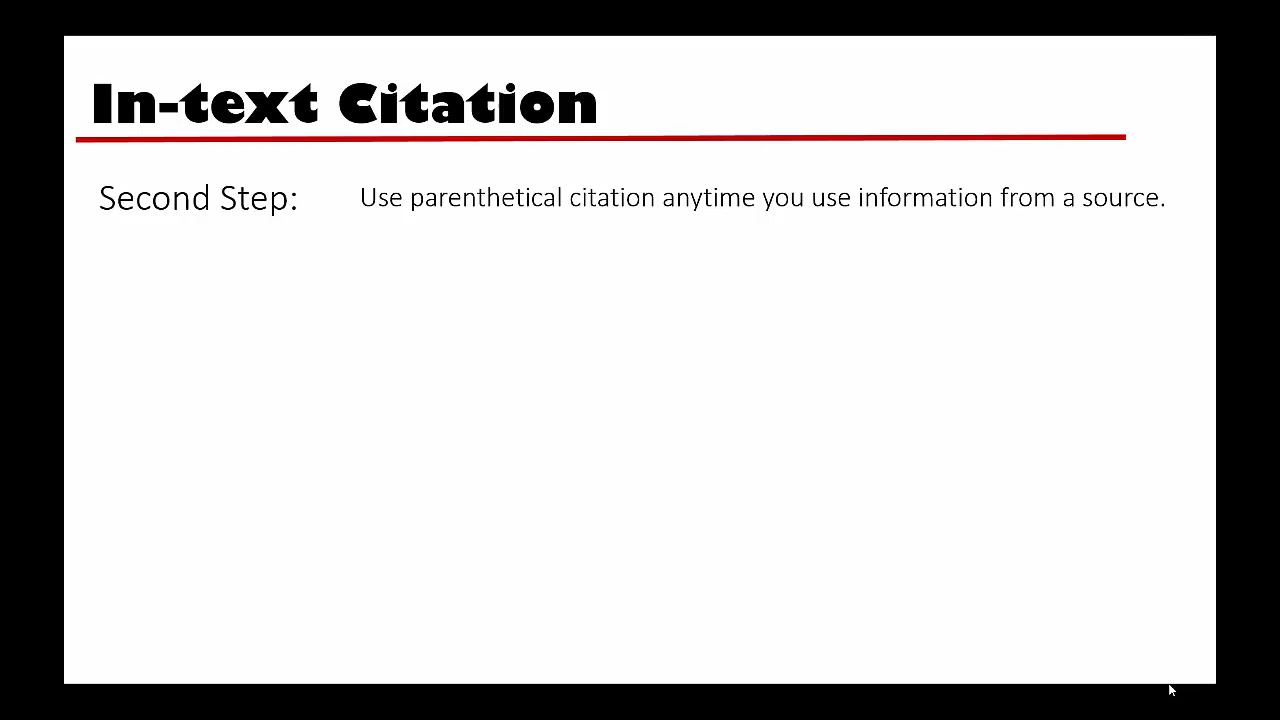 In-text Citation
Second Step: Use parenthetical citation anytime you use information from a source.